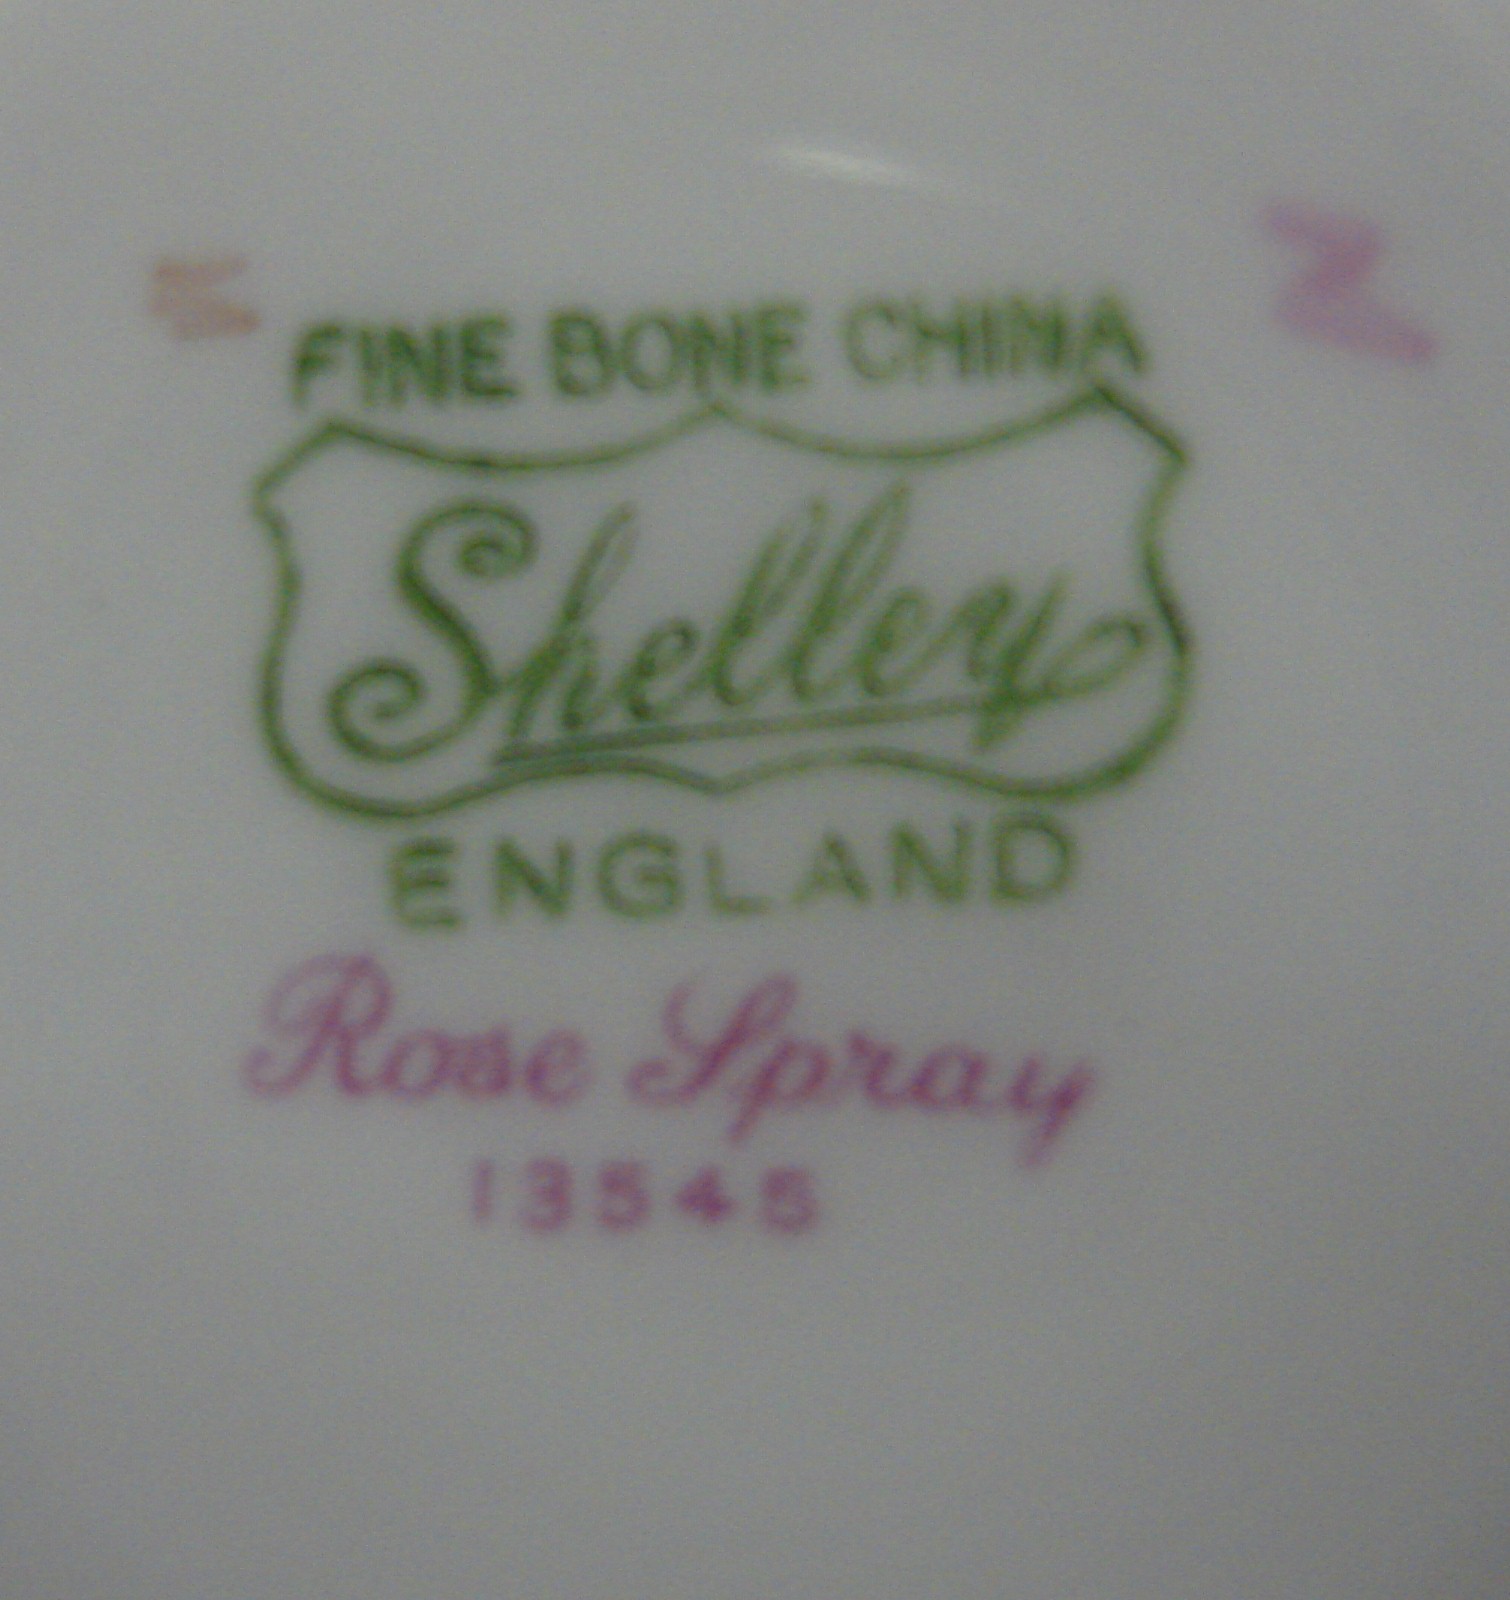 FINE BONE CHINA
Shelley
ENGLAND
Rose Spray
13545